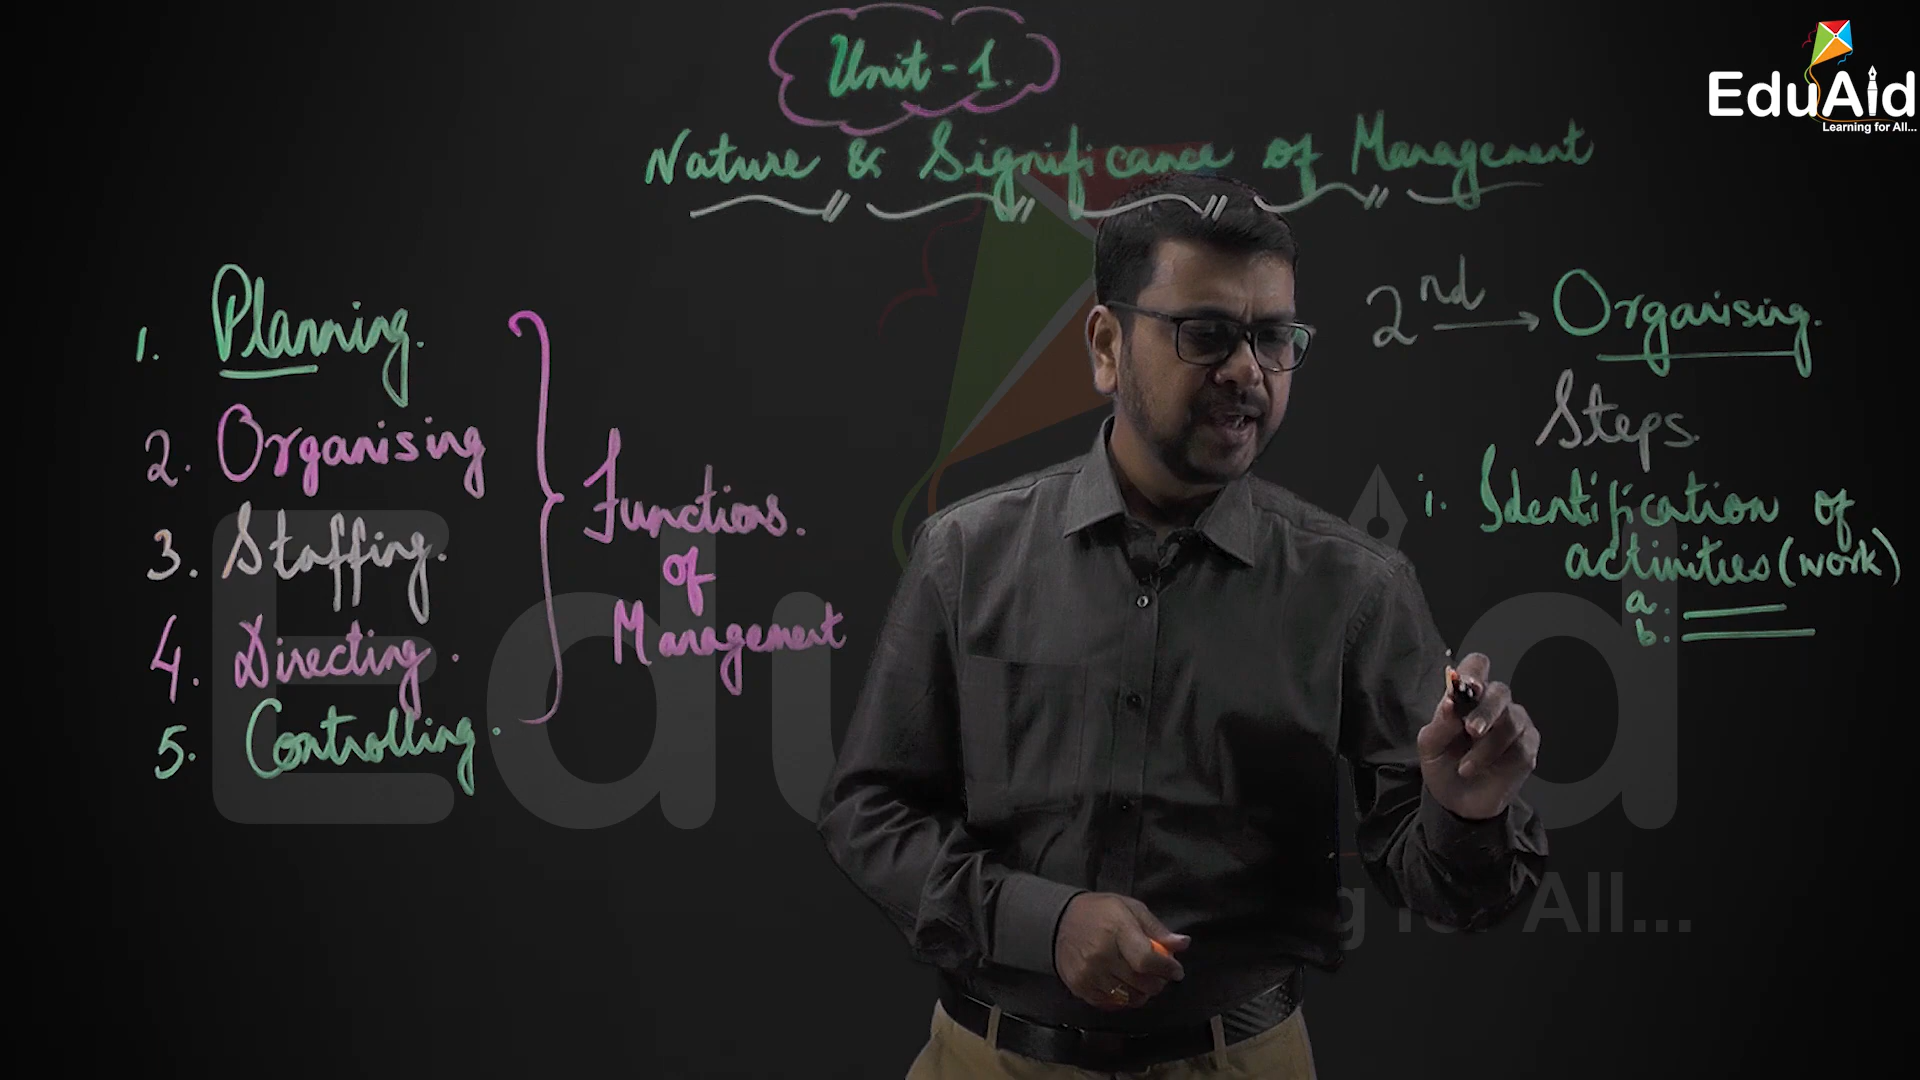 Unit-1.
Nature & Significance of Management
1. Planning.
2. Organising
3. Staffing.
4. Directing.
5. Controlling.
Functions.
of
Management
2nd → Organising.
Steps.
i. Identification of
activities (work)
a.
b.
EduAid
Learning for All...